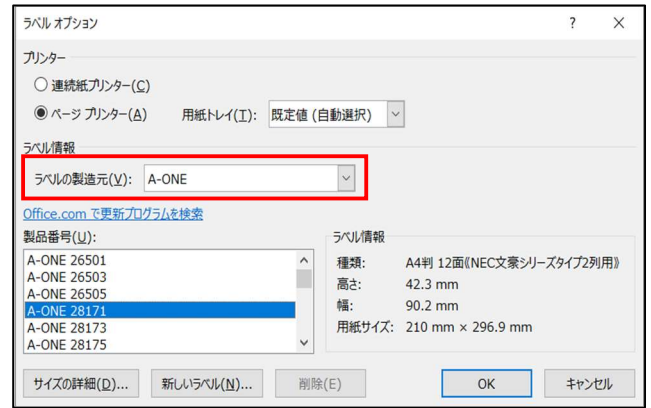 ラベル オプション ? ×
プリンター
連続紙プリンター(C)
ページ プリンター(A) 用紙トレイ(T): 既定値 (自動選択)
ラベル情報
ラベルの製造元(V): A-ONE
Office.com で更新プログラムを検索
製品番号(U):
A-ONE 26501
A-ONE 26503
A-ONE 26505
A-ONE 28171
A-ONE 28173
A-ONE 28175
ラベル情報
種類: A4判 12面《NEC文豪シリーズタイプ2列用》
高さ: 42.3 mm
幅: 90.2 mm
用紙サイズ: 210 mm × 296.9 mm
サイズの詳細(D)... 新しいラベル(N)... 削除(E) OK キャンセル